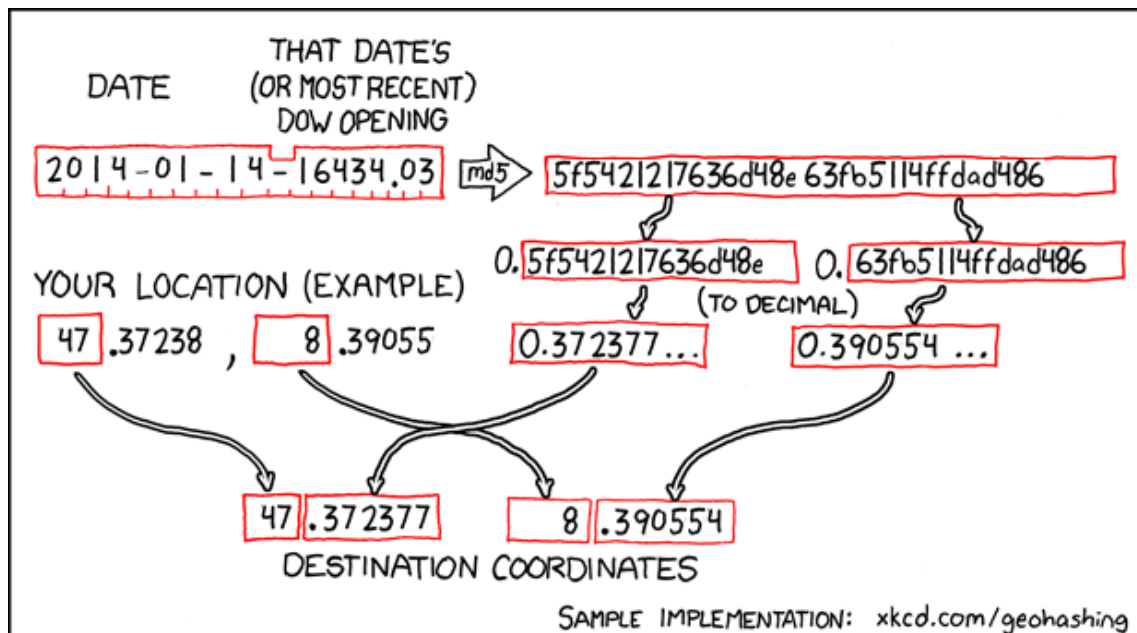 DATE
THAT DATE'S
(OR MOST RECENT)
DOW OPENING
2014-01-14-16434.03
md5
5f5421217636d48e63fb5114ffdad486
0.5f5421217636d48e
0.63fb5114ffdad486
(TO DECIMAL)
YOUR LOCATION (EXAMPLE)
47.37238, 8.39055
0.372377...
0.390554...
47.372377
8.390554
DESTINATION COORDINATES
SAMPLE IMPLEMENTATION: xkcd.com/geohashing